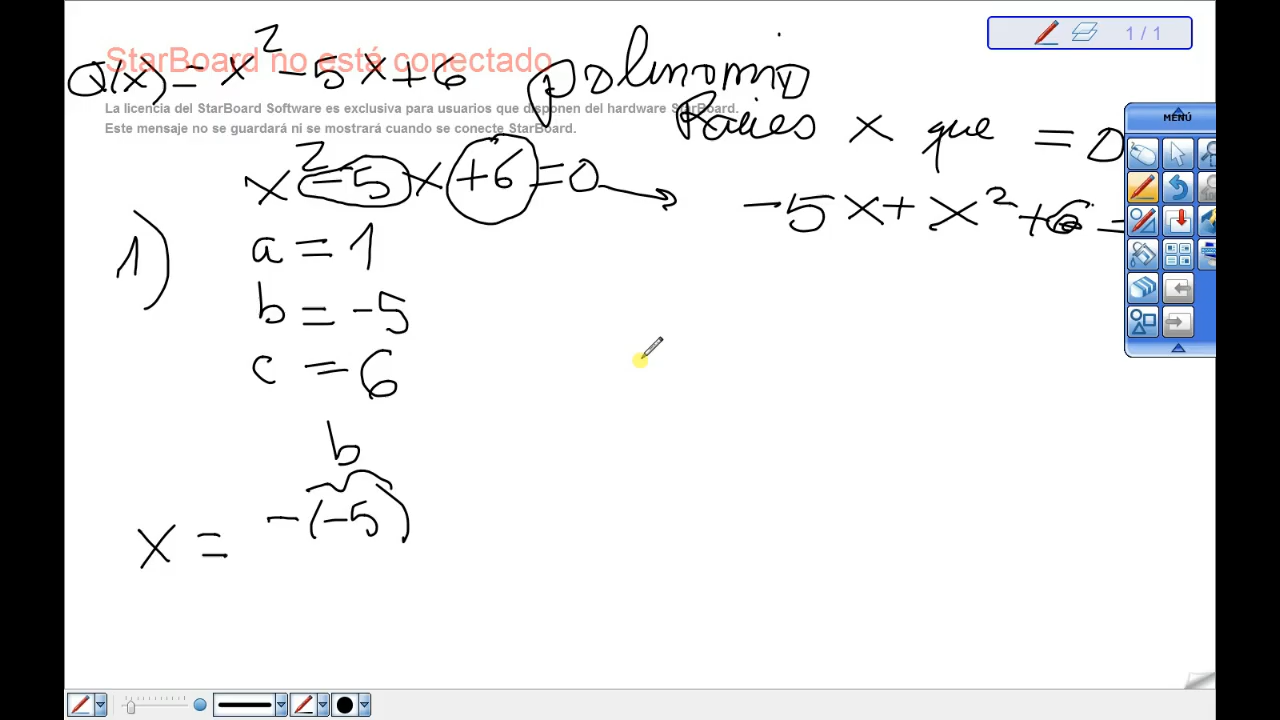 StarBoard no está conectado
Q(x) = x² - 5x + 6 polinomio
La licencia del StarBoard Software es exclusiva para usuarios que disponen del hardware StarBoard.
Este mensaje no se guardará ni se mostrará cuando se conecte StarBoard.
Raíces x que = 0
x² - 5x + 6 = 0 →
-5x + x² + 6 =
1)
a = 1
b = -5
c = 6
b
x = -(-5)
1 / 1
MENÚ